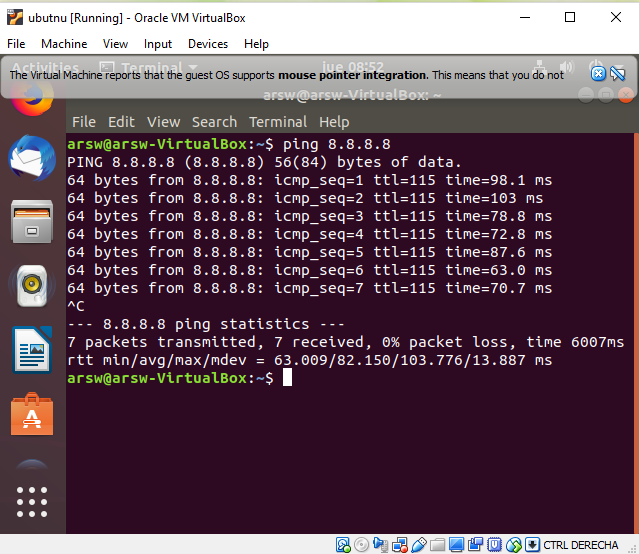 ubutnu [Running] - Oracle VM VirtualBox
File Machine View Input Devices Help
Activities Terminal jue 08:52
The Virtual Machine reports that the guest OS supports mouse pointer integration. This means that you do not
arsw@arsw-VirtualBox: ~
File Edit View Search Terminal Help
arsw@arsw-VirtualBox:~$ ping 8.8.8.8
PING 8.8.8.8 (8.8.8.8) 56(84) bytes of data.
64 bytes from 8.8.8.8: icmp_seq=1 ttl=115 time=98.1 ms
64 bytes from 8.8.8.8: icmp_seq=2 ttl=115 time=103 ms
64 bytes from 8.8.8.8: icmp_seq=3 ttl=115 time=78.8 ms
64 bytes from 8.8.8.8: icmp_seq=4 ttl=115 time=72.8 ms
64 bytes from 8.8.8.8: icmp_seq=5 ttl=115 time=87.6 ms
64 bytes from 8.8.8.8: icmp_seq=6 ttl=115 time=63.0 ms
64 bytes from 8.8.8.8: icmp_seq=7 ttl=115 time=70.7 ms
^C
--- 8.8.8.8 ping statistics ---
7 packets transmitted, 7 received, 0% packet loss, time 6007ms
rtt min/avg/max/mdev = 63.009/82.150/103.776/13.887 ms
arsw@arsw-VirtualBox:~$
CTRL DERECHA